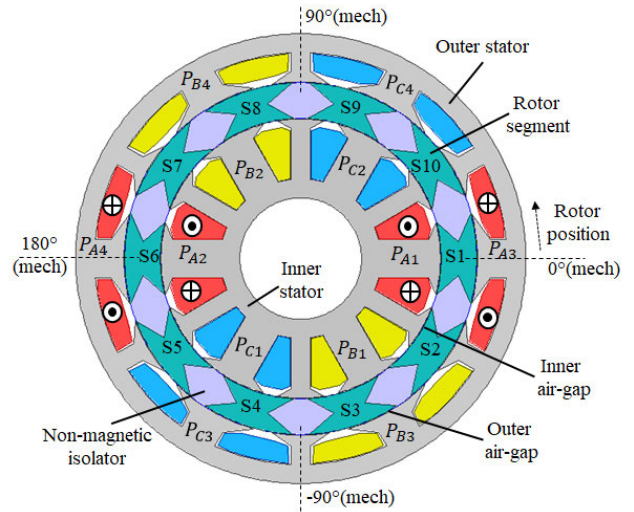 90°(mech)
Outer stator
P_B4
P_C4
S8
S9
Rotor
segment
S7
P_B2
P_C2
S10
Rotor
position
180°
(mech)
P_A4
S6
P_A2
P_A1
S1
P_A3
0°(mech)
Inner
stator
S5
P_C1
P_B1
S2
Inner
air-gap
S4
S3
Non-magnetic
isolator
P_C3
P_B3
Outer
air-gap
-90°(mech)